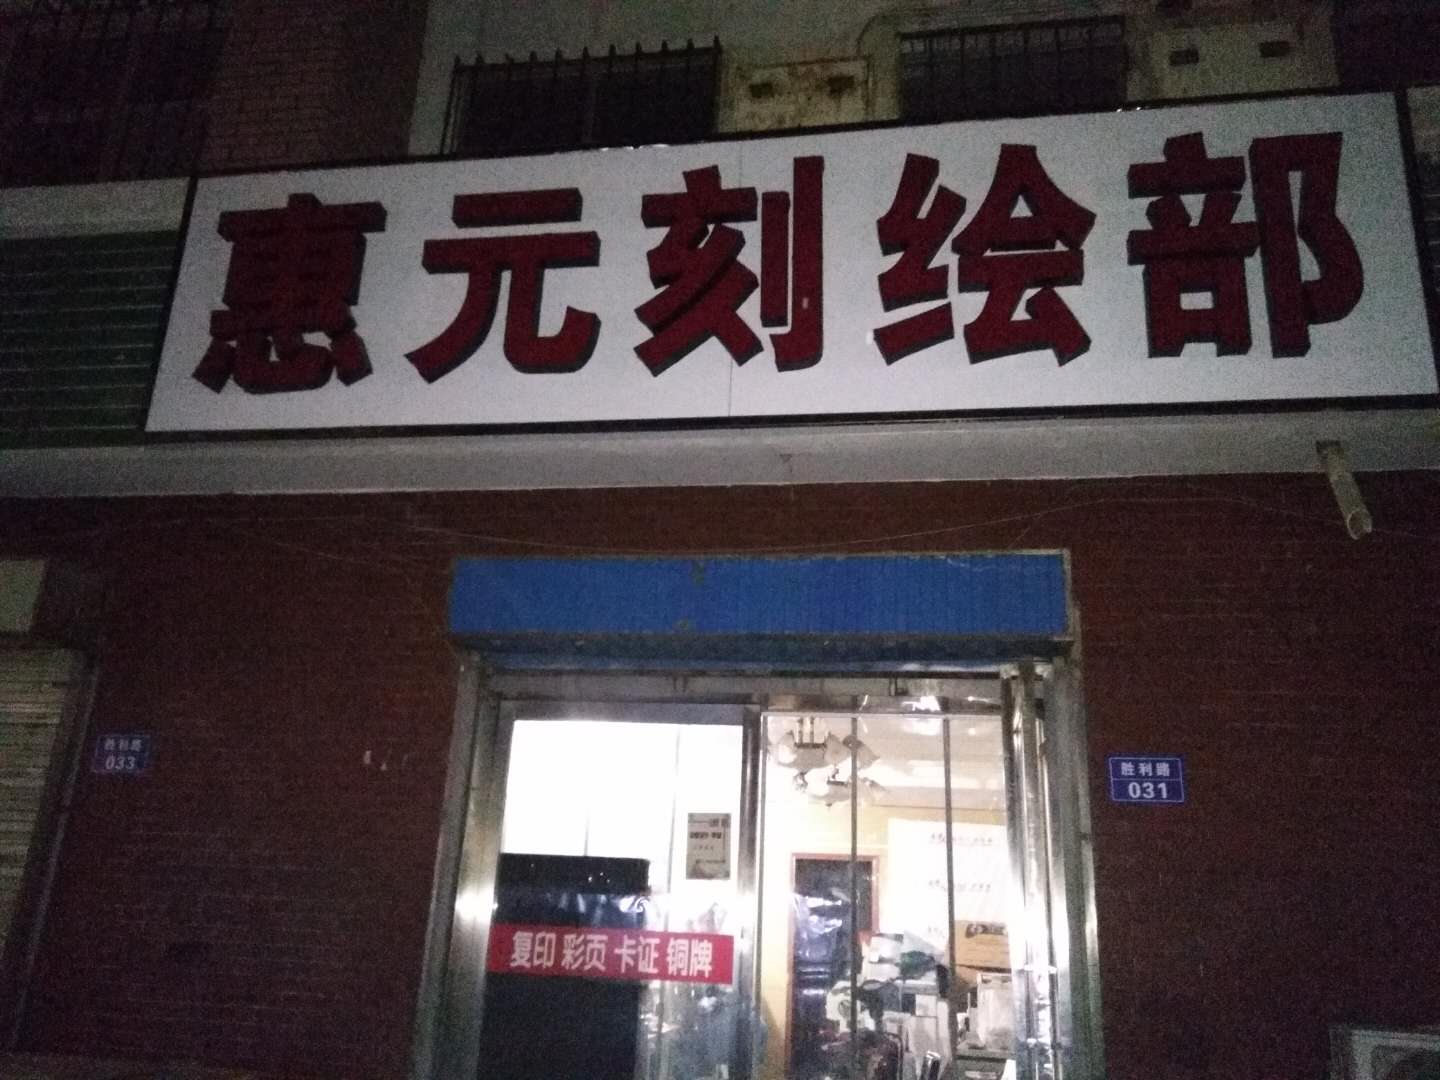 惠元刻绘部
胜利路
033
胜利路
031
复印 彩页 卡证 铜牌